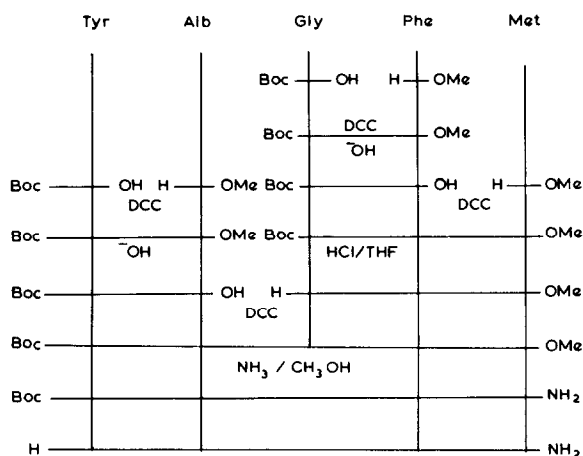 Tyr Alb Gly Phe Met
Boc OH H OMe
Boc DCC OMe
⁻OH
Boc OH H OMe Boc OH H OMe
DCC DCC
Boc OMe Boc OMe
⁻OH HCl/THF
Boc OH H OMe
DCC
Boc OMe
NH₃ / CH₃OH
Boc NH₂
H NH₂